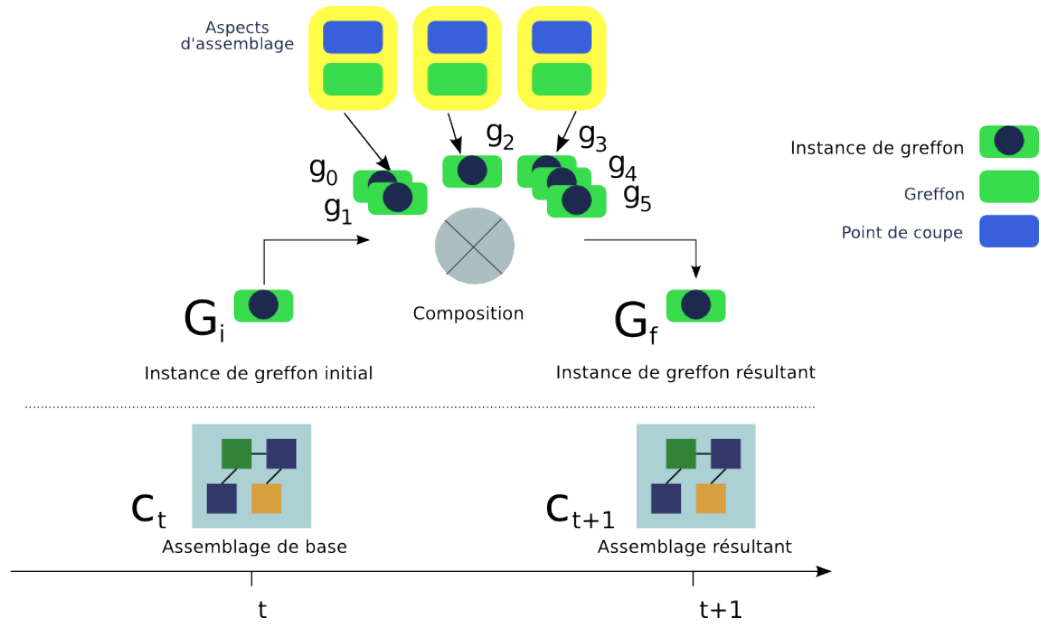 Aspects
d'assemblage
g0
g1
g2
g3
g4
g5
Instance de greffon
Greffon
Point de coupe
Gi
Composition
Gf
Instance de greffon initial
Instance de greffon résultant
ct
Assemblage de base
ct+1
Assemblage résultant
t
t+1